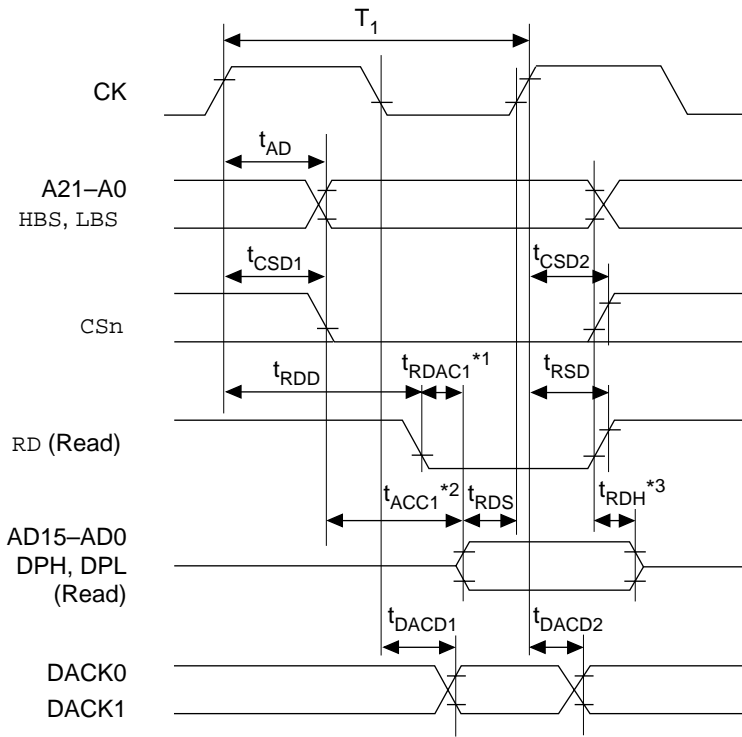 T1
CK
tAD
A21–A0
HBS, LBS
tCSD1
tCSD2
CSn
tRDD
tRDAC1*1
tRSD
RD (Read)
tACC1*2
tRDS
tRDH*3
AD15–AD0
DPH, DPL
(Read)
tDACD1
tDACD2
DACK0
DACK1